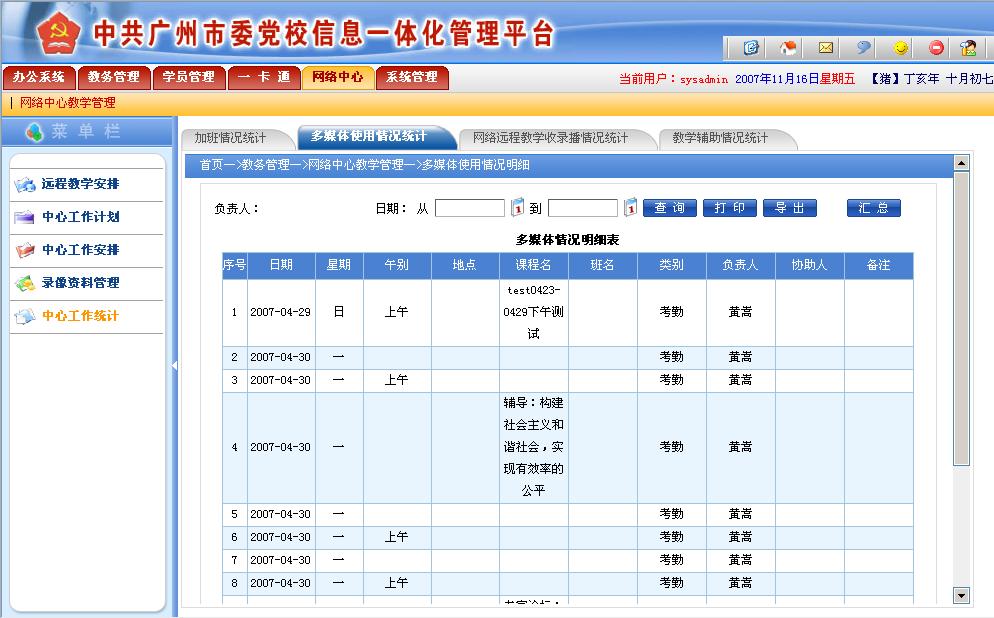 中共广州市委党校信息一体化管理平台
办公系统 教务管理 学员管理 一卡通 网络中心 系统管理 当前用户：sysadmin 2007年11月16日星期五 【猪】丁亥年 十月初七
| 网络中心教学管理
菜单栏
远程教学安排
中心工作计划
中心工作安排
录像资料管理
中心工作统计
加班情况统计 多媒体使用情况统计 网络远程教学收录播情况统计 教学辅助情况统计
首页—>教务管理—>网络中心教学管理—>多媒体使用情况明细
负责人： 日期： 从 1 到 1 查询 打印 导出 汇总
多媒体情况明细表
序号 日期 星期 午别 地点 课程名 班名 类别 负责人 协助人 备注
1 2007-04-29 日 上午 test0423-0429下午测试 考勤 黄嵩
2 2007-04-30 一 考勤 黄嵩
3 2007-04-30 一 上午 考勤 黄嵩
4 2007-04-30 一 辅导：构建社会主义和谐社会，实现有效率的公平 考勤 黄嵩
5 2007-04-30 一 考勤 黄嵩
6 2007-04-30 一 上午 考勤 黄嵩
7 2007-04-30 一 考勤 黄嵩
8 2007-04-30 一 上午 考勤 黄嵩